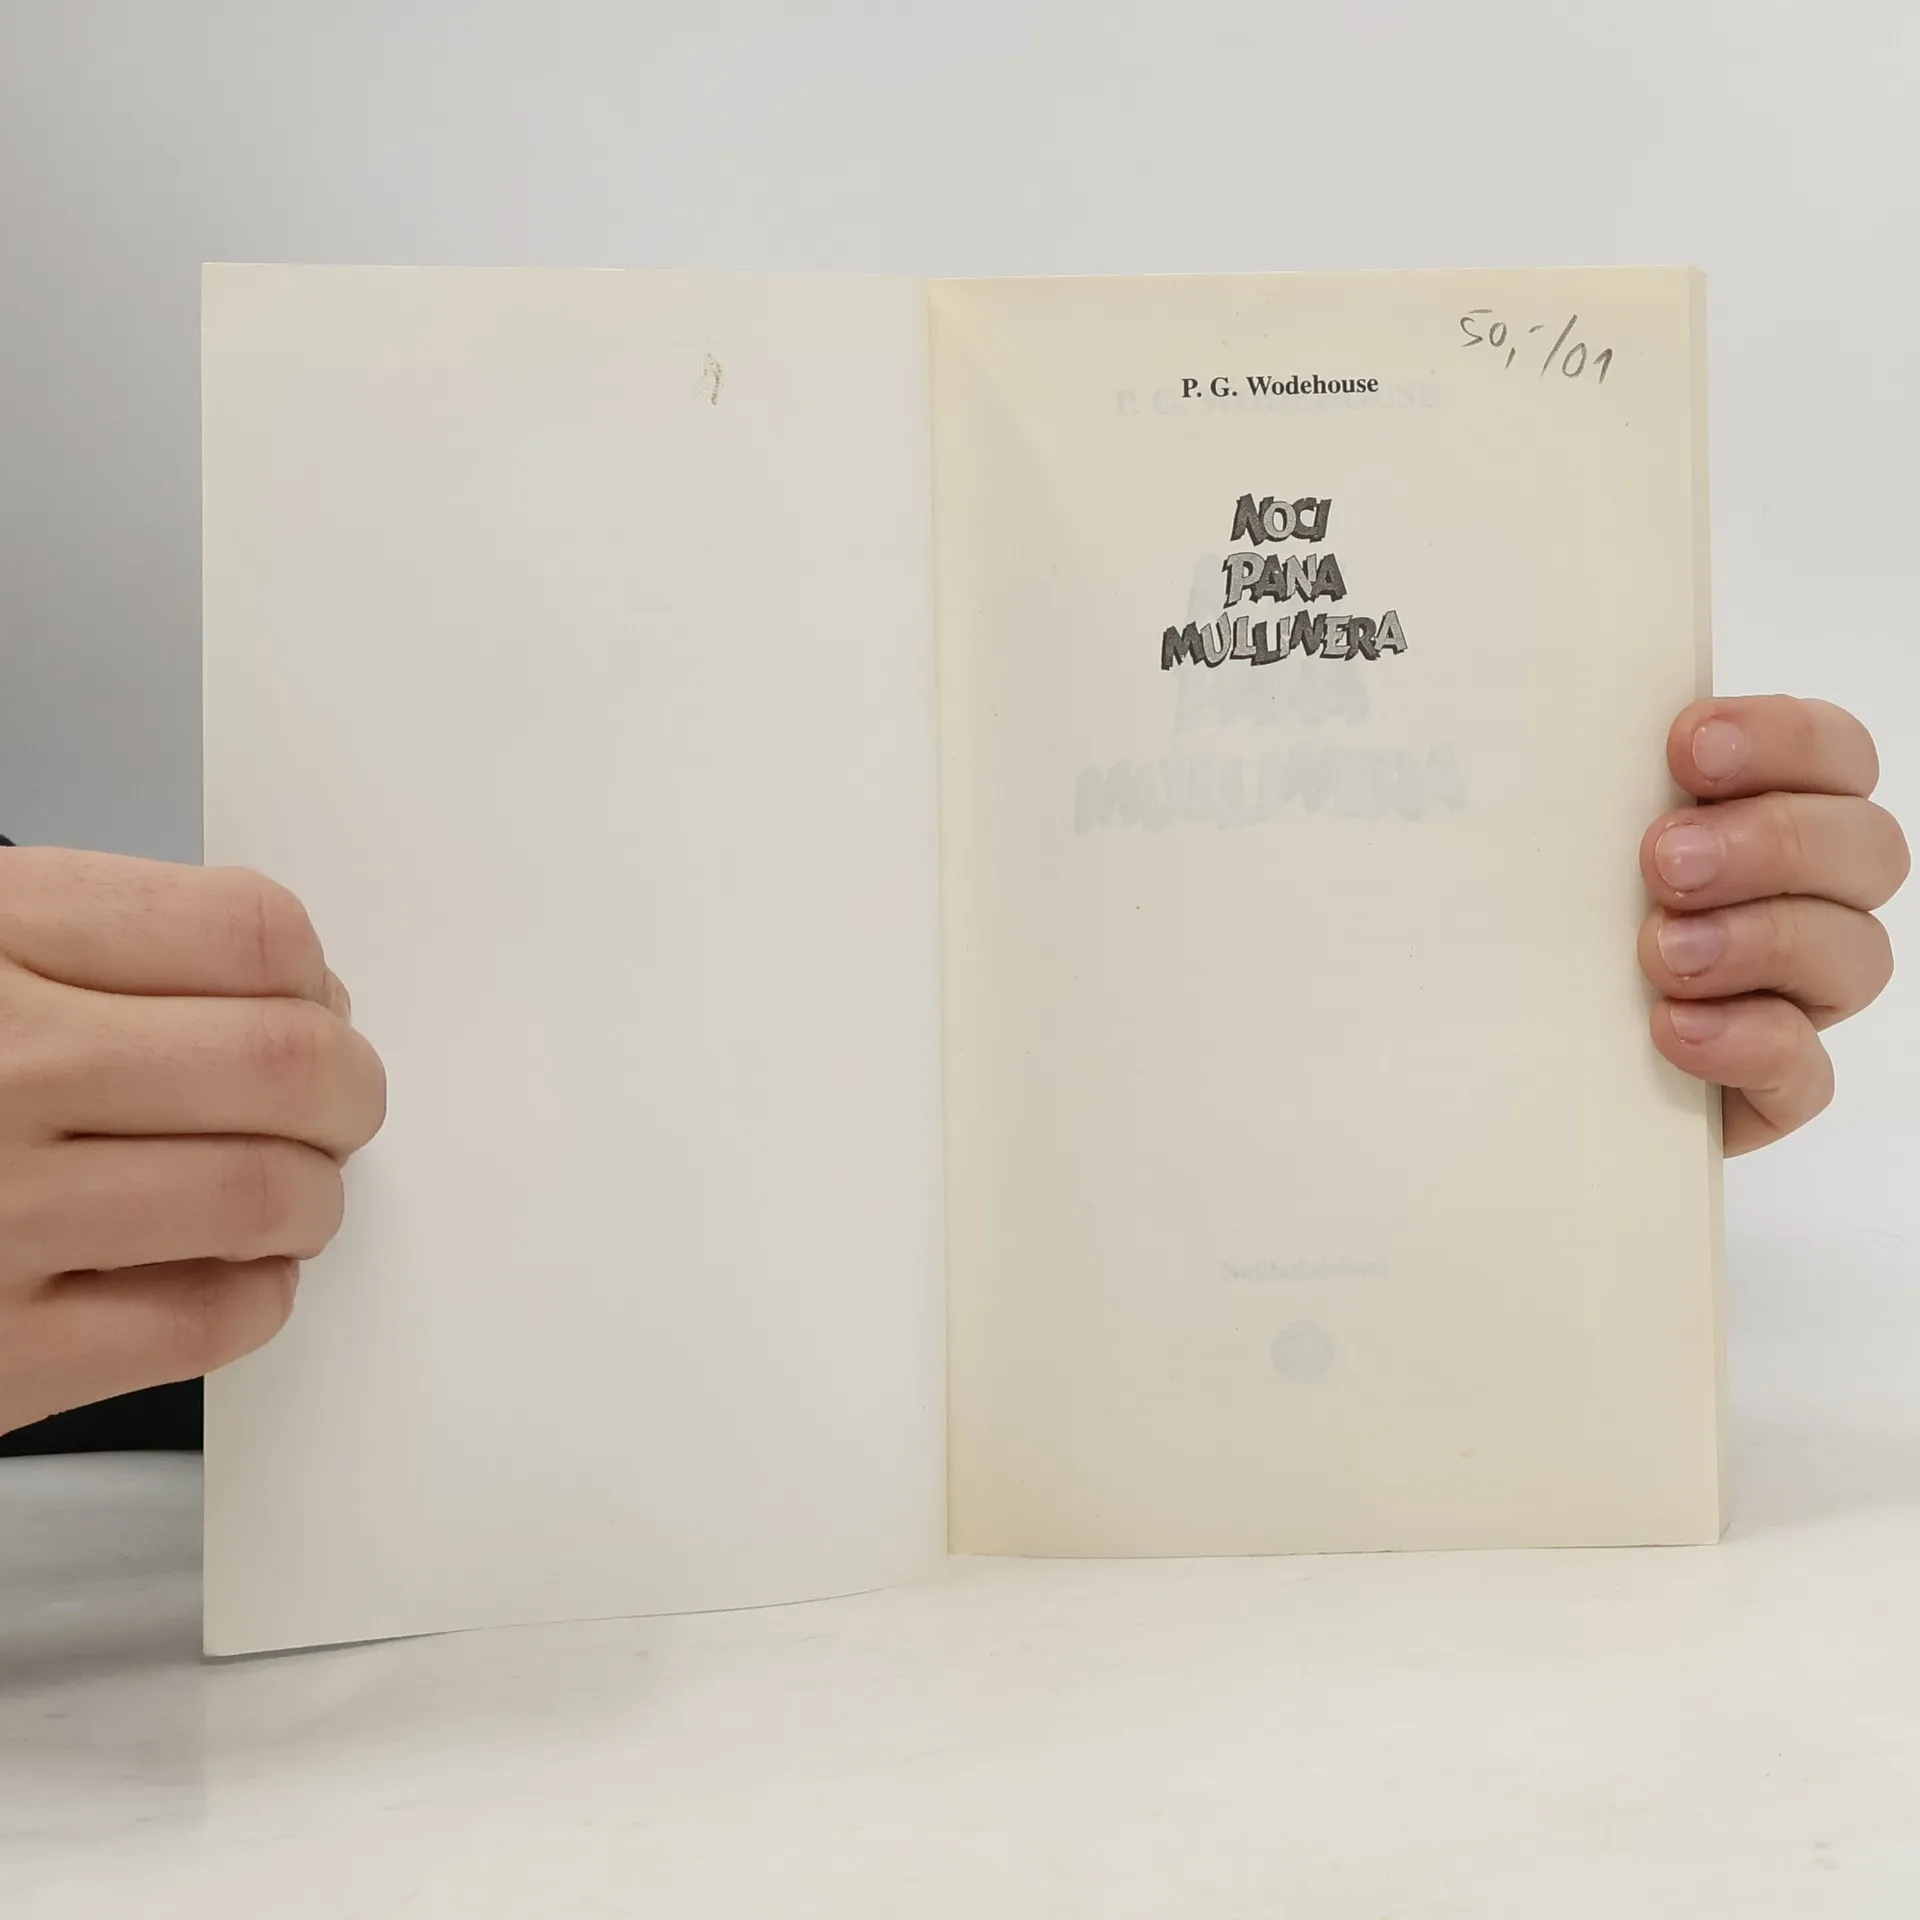 50,-/01
P. G. Wodehouse
NOCI
PANA
MULLINERA